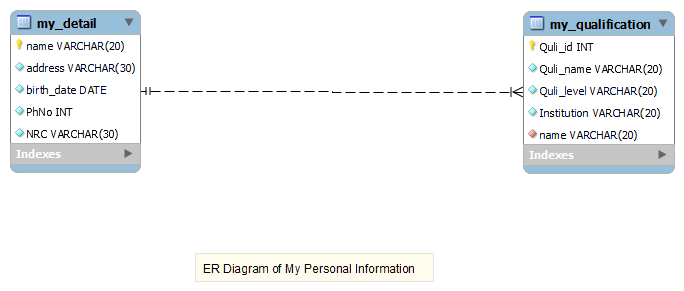 my_detail
name VARCHAR(20)
address VARCHAR(30)
birth_date DATE
PhNo INT
NRC VARCHAR(30)
Indexes
my_qualification
Quli_id INT
Quli_name VARCHAR(20)
Quli_level VARCHAR(20)
Institution VARCHAR(20)
name VARCHAR(20)
Indexes
ER Diagram of My Personal Information